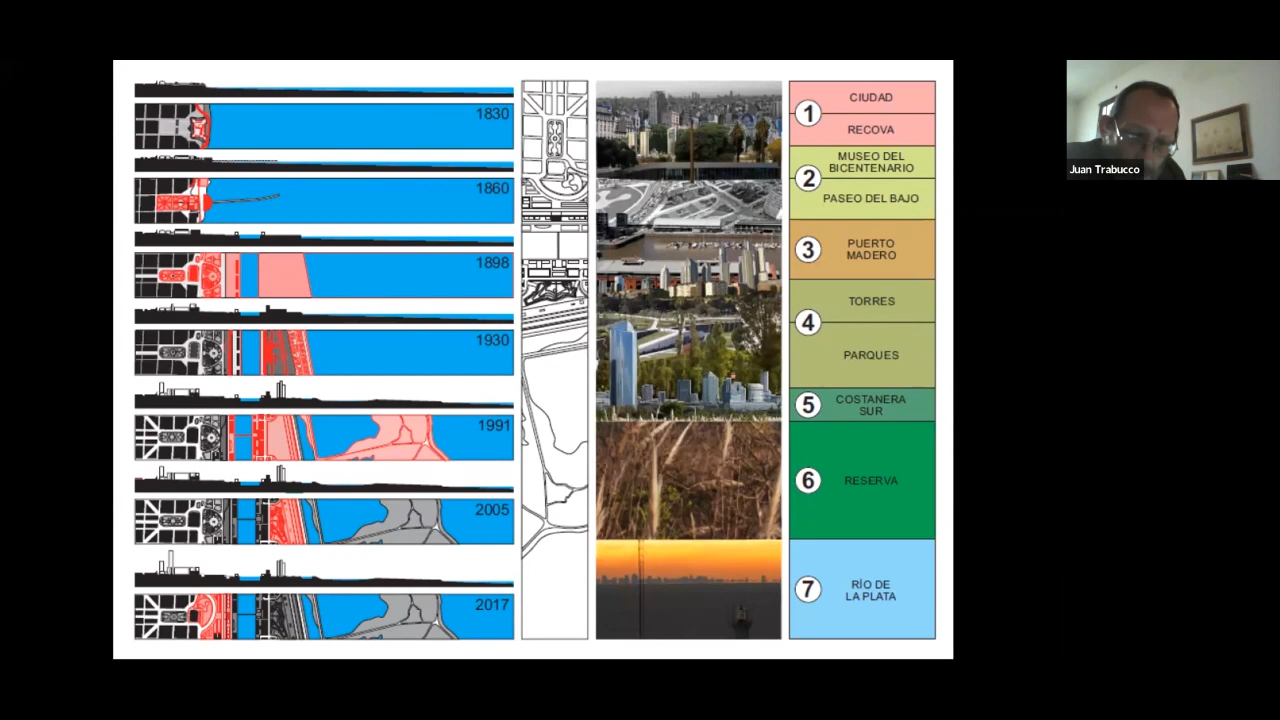 1830
1860
1898
1930
1991
2005
2017
1
CIUDAD
RECOVA
2
MUSEO DEL
BICENTENARIO
PASEO DEL BAJO
3
PUERTO
MADERO
4
TORRES
PARQUES
5
COSTANERA
SUR
6
RESERVA
7
RÍO DE
LA PLATA
Juan Trabucco